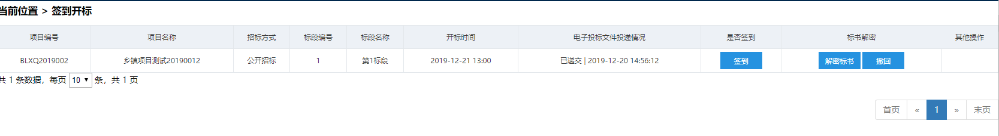 当前位置 > 签到开标
项目编号 项目名称 招标方式 标段编号 标段名称 开标时间 电子投标文件投递情况 是否签到 标书解密 其他操作
BLXQ2019002 乡镇项目测试20190012 公开招标 1 第1标段 2019-12-21 13:00 已递交 | 2019-12-20 14:56:12 签到 解密标书 撤回
共 1 条数据，每页 10 条，共 1 页
首页 « 1 » 末页